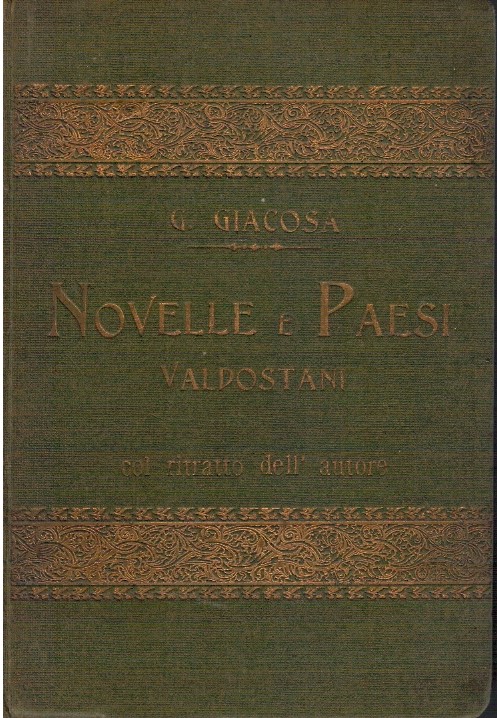 G. GIACOSA
NOVELLE E PAESI
VALDOSTANI
col ritratto dell' autore